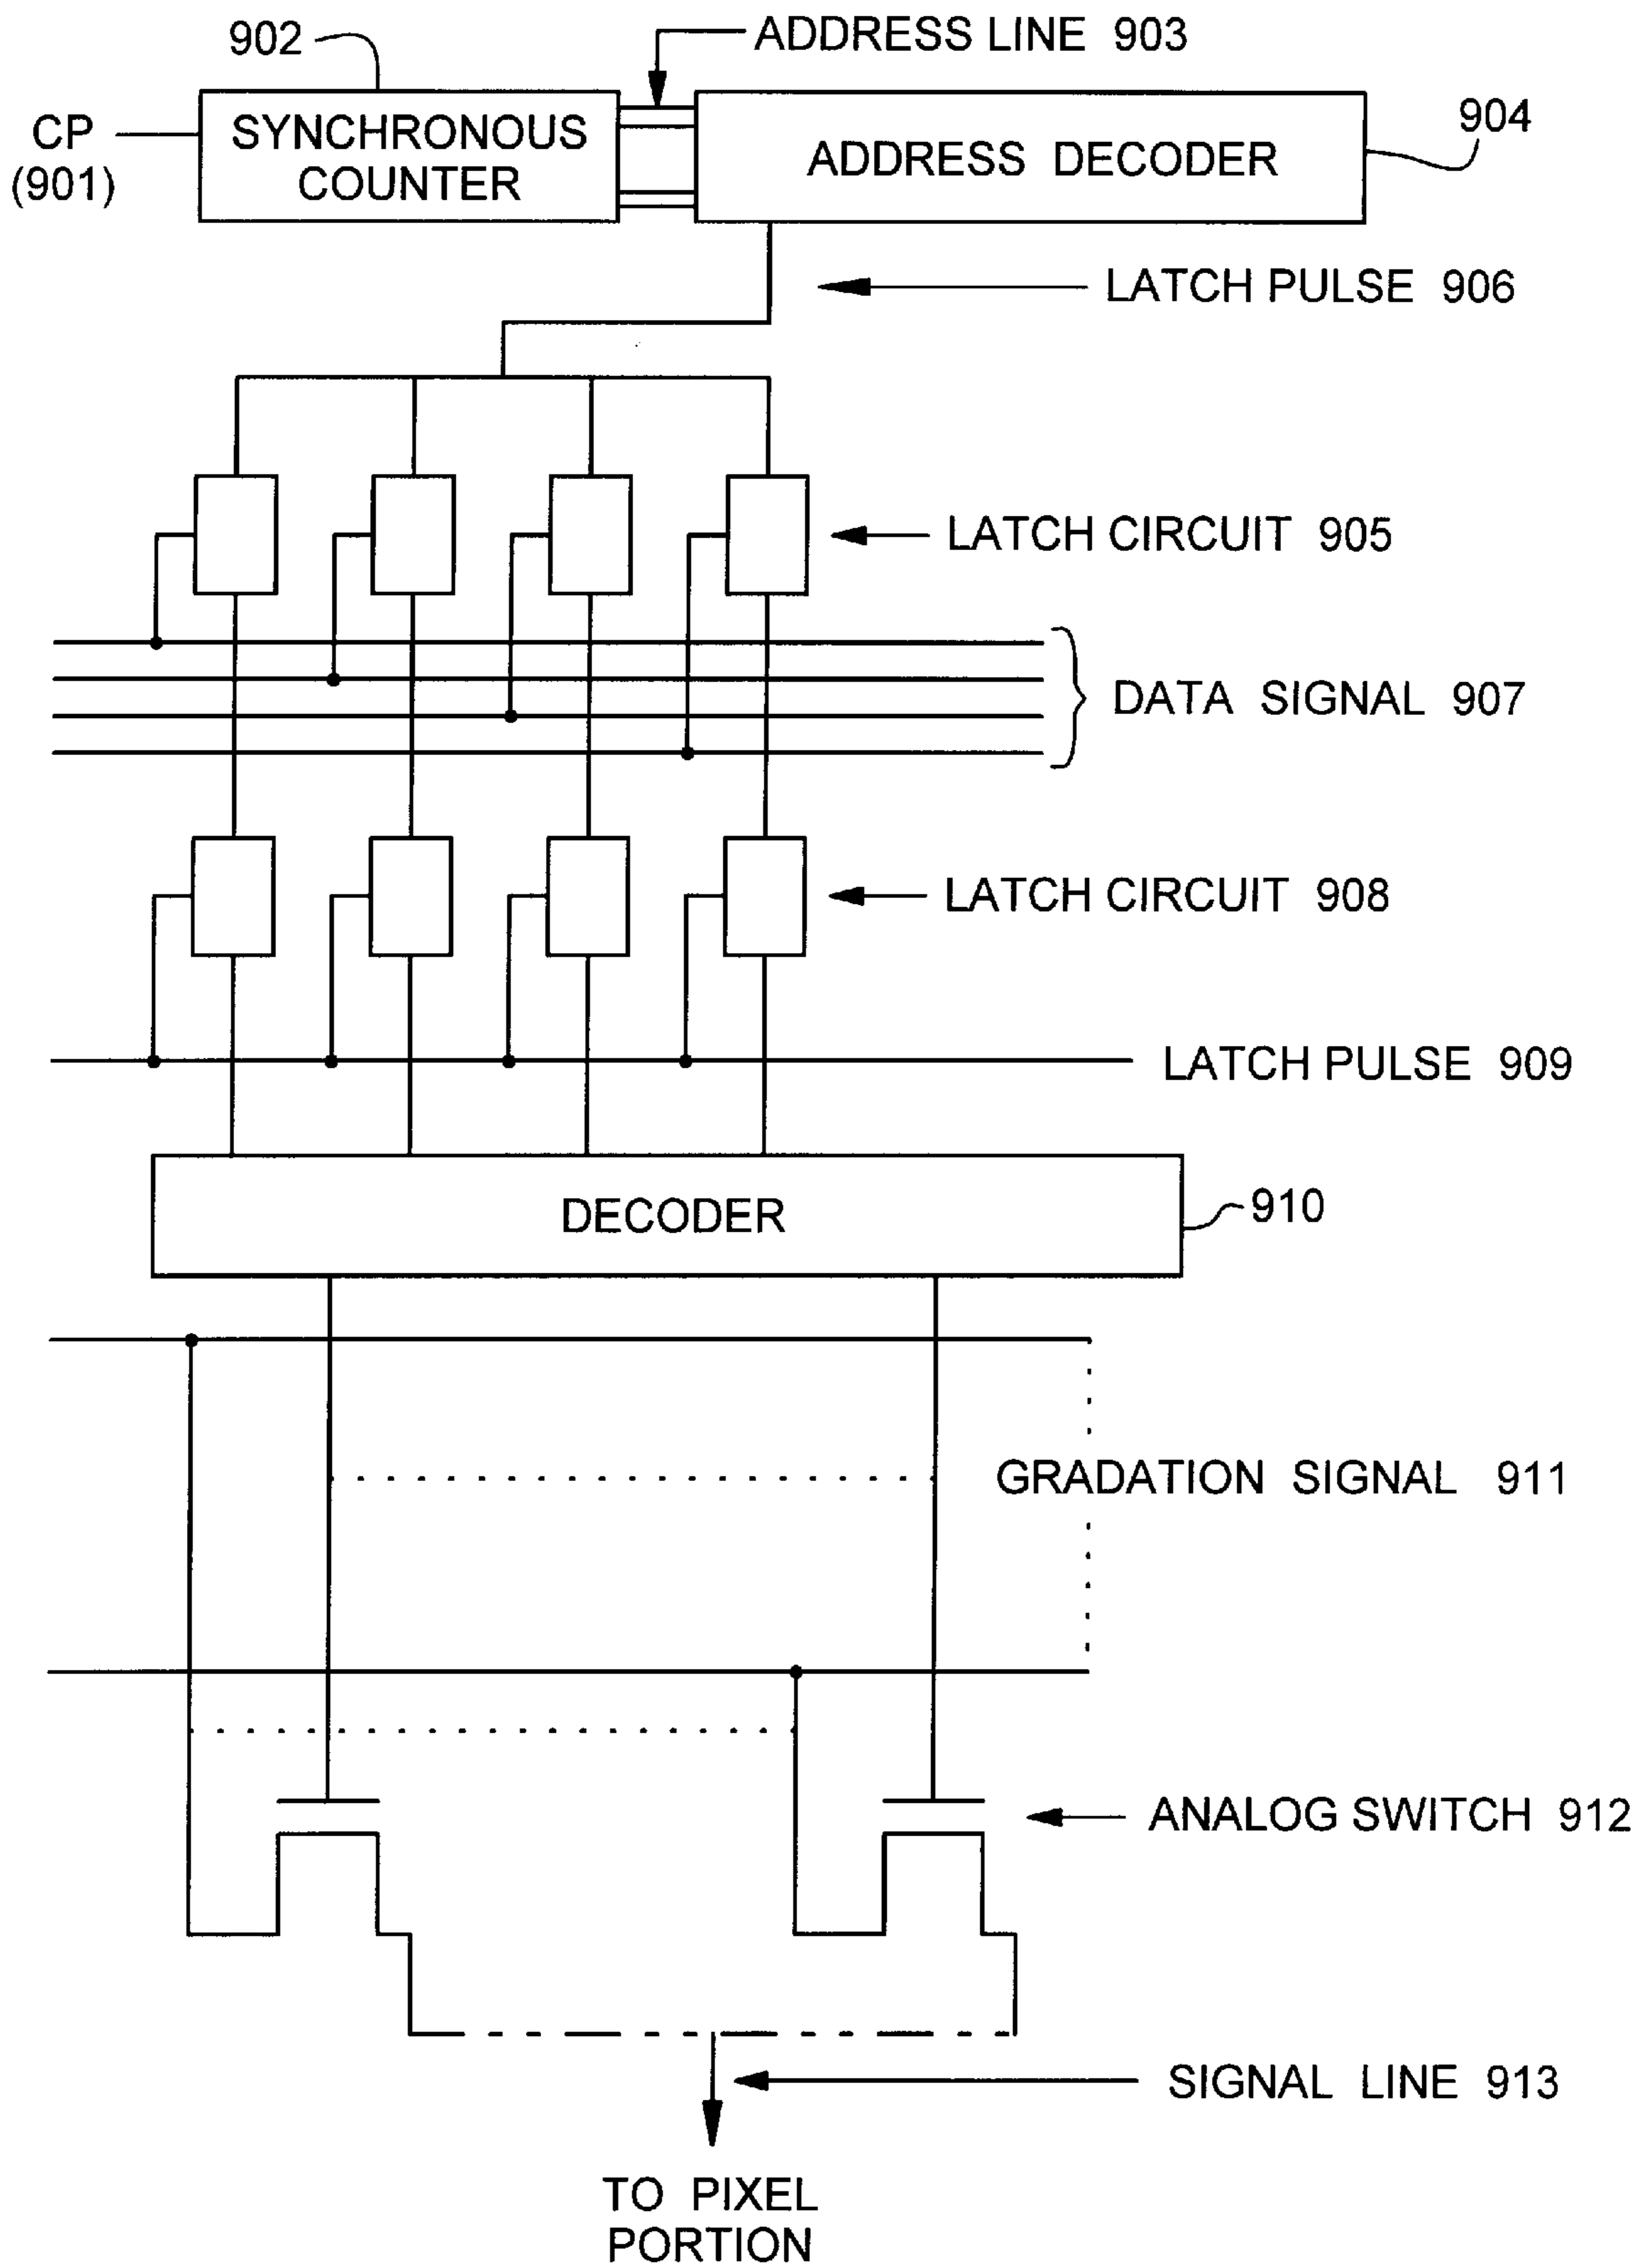 902
ADDRESS LINE 903
CP
(901)
SYNCHRONOUS
COUNTER
ADDRESS DECODER
904
LATCH PULSE 906
LATCH CIRCUIT 905
DATA SIGNAL 907
LATCH CIRCUIT 908
LATCH PULSE 909
DECODER
910
GRADATION SIGNAL 911
ANALOG SWITCH 912
SIGNAL LINE 913
TO PIXEL
PORTION